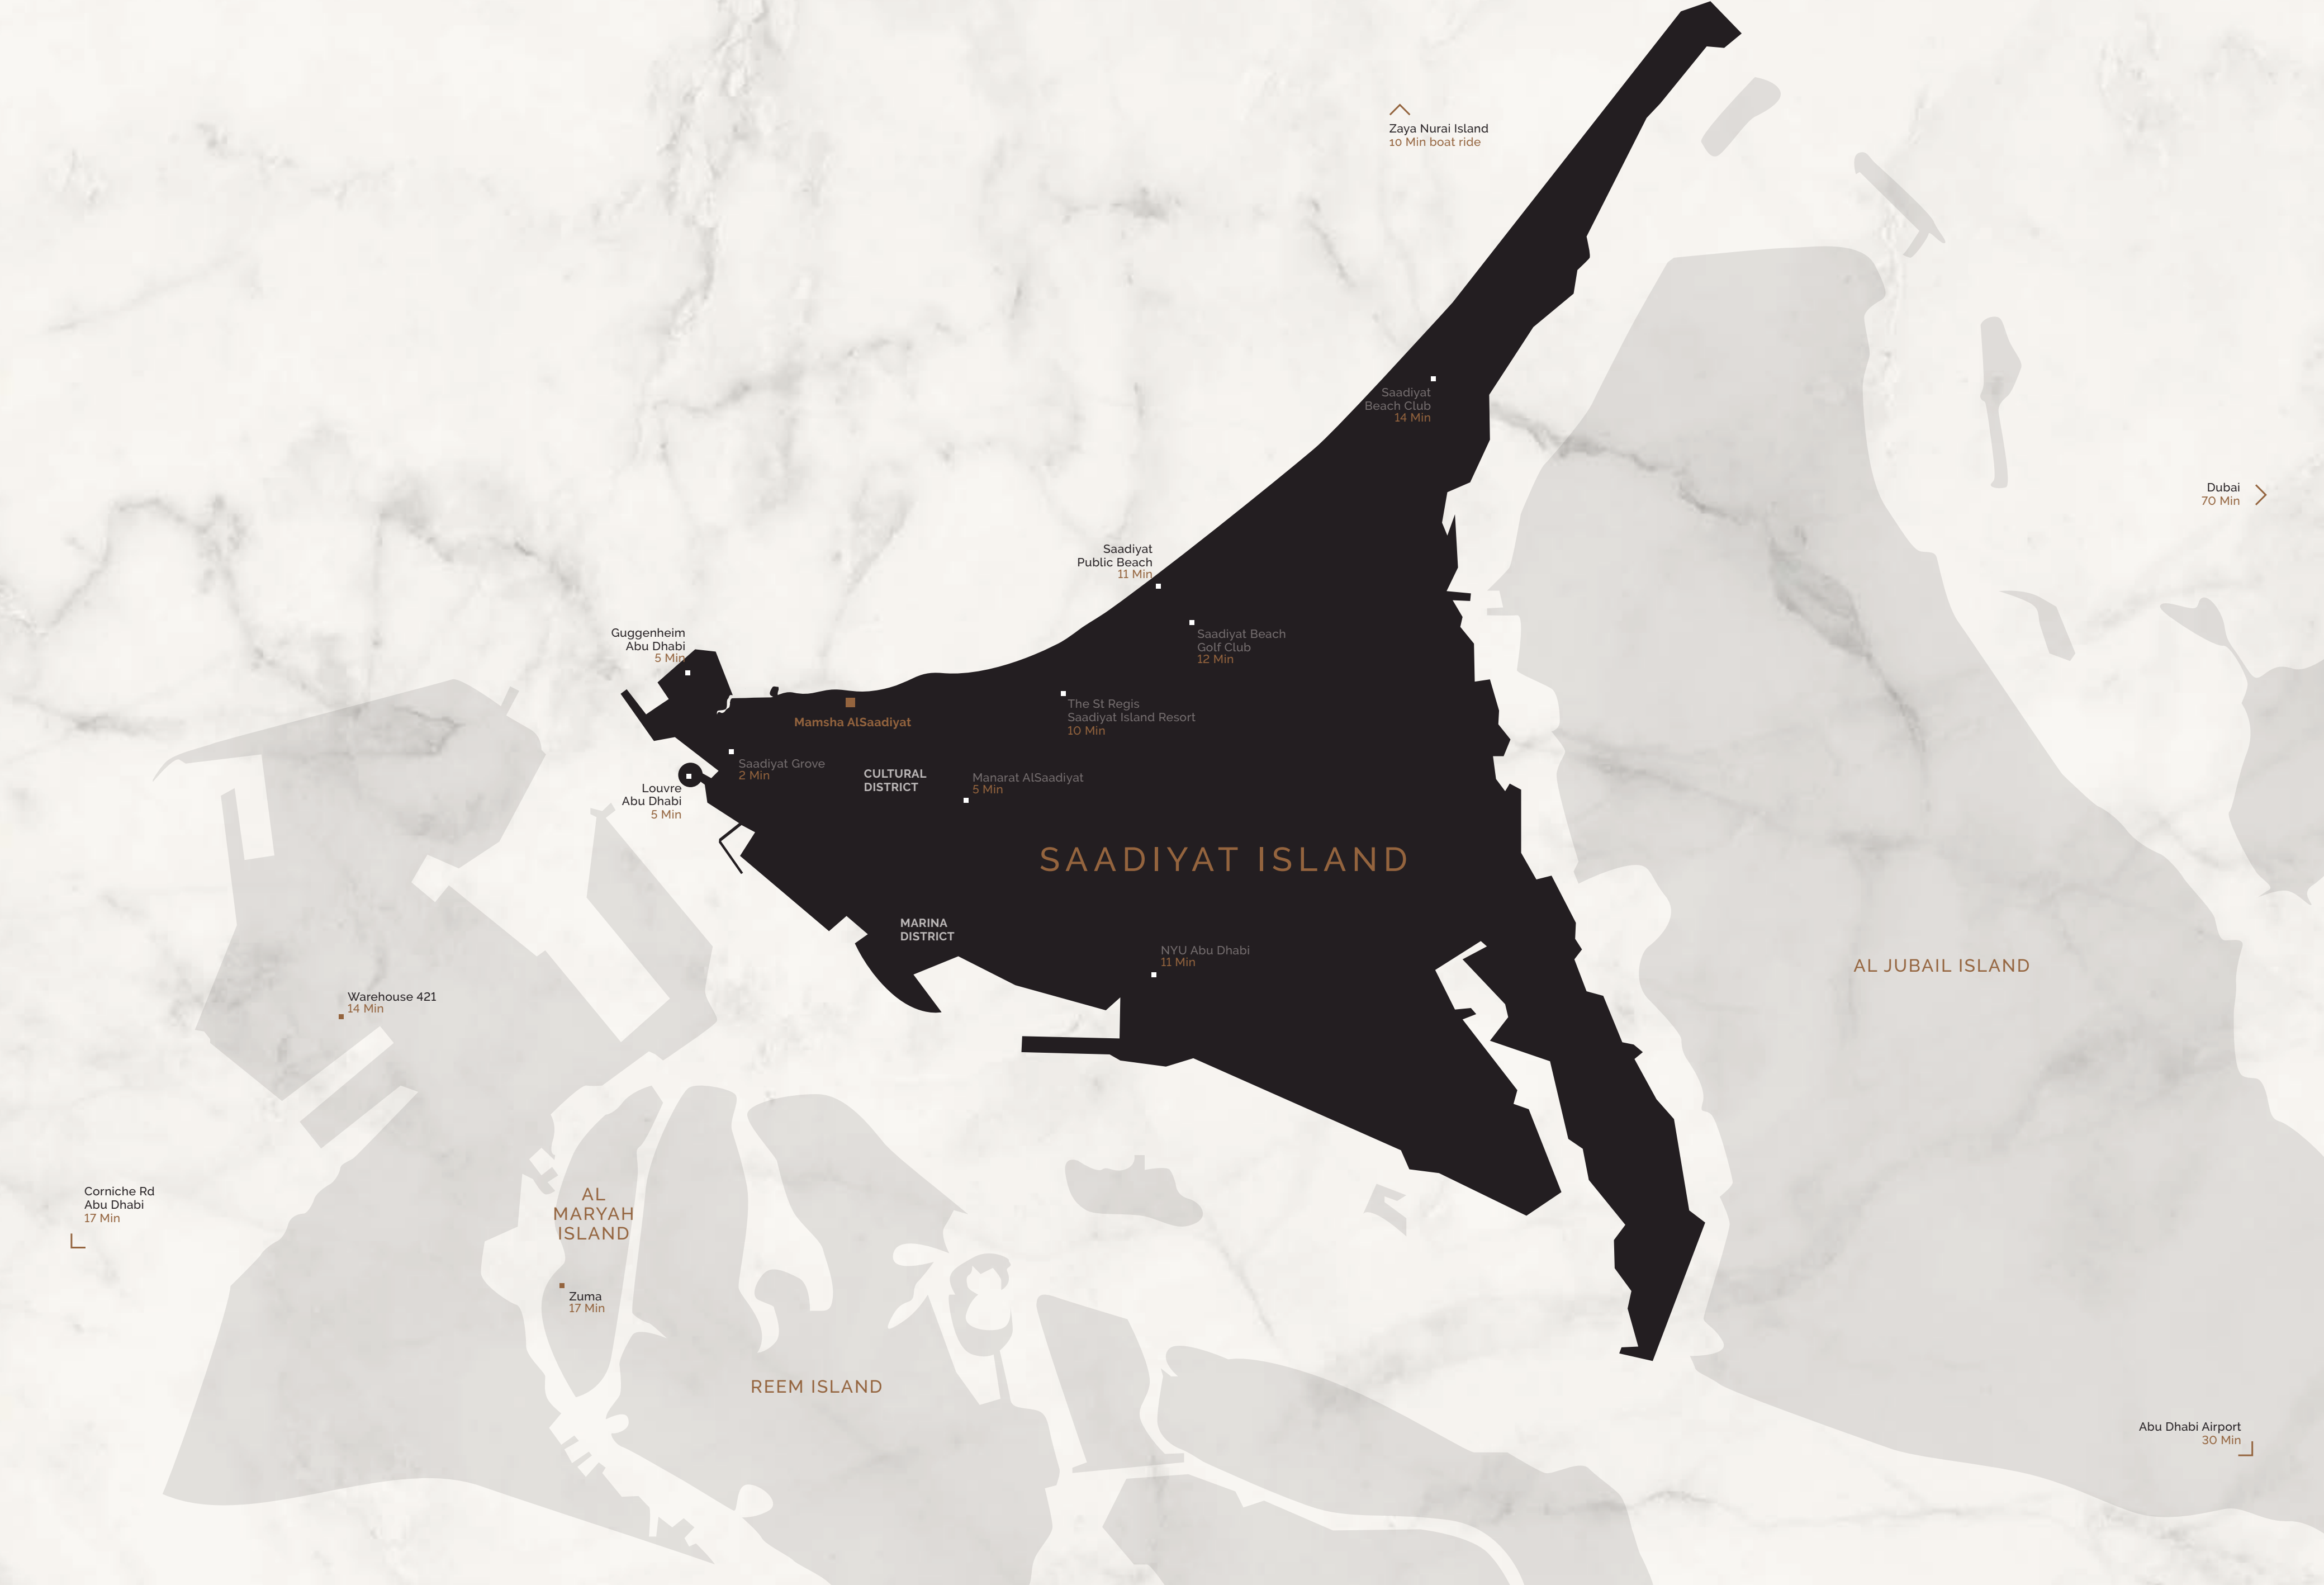 Zaya Nurai Island
10 Min boat ride
Saadiyat
Beach Club
14 Min
Dubai
70 Min
Saadiyat
Public Beach
11 Min
Guggenheim
Abu Dhabi
5 Min
Saadiyat Beach
Golf Club
12 Min
Mamsha AlSaadiyat
The St Regis
Saadiyat Island Resort
10 Min
Saadiyat Grove
2 Min
CULTURAL
DISTRICT
Manarat AlSaadiyat
5 Min
Louvre
Abu Dhabi
5 Min
SAADIYAT ISLAND
MARINA
DISTRICT
NYU Abu Dhabi
11 Min
AL JUBAIL ISLAND
Warehouse 421
14 Min
Corniche Rd
Abu Dhabi
17 Min
AL
MARYAH
ISLAND
Zuma
17 Min
REEM ISLAND
Abu Dhabi Airport
30 Min